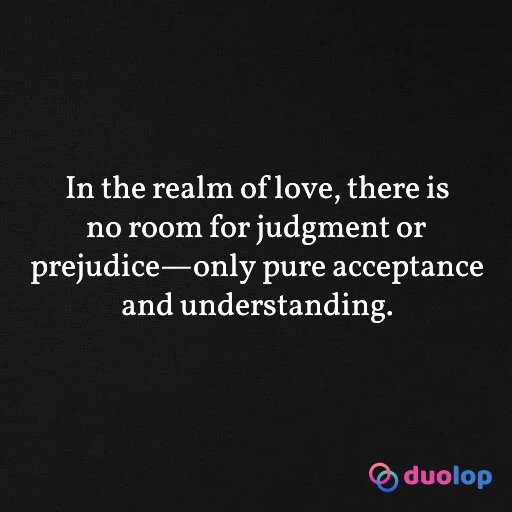 In the realm of love, there is
no room for judgment or
prejudice—only pure acceptance
and understanding.
duolop